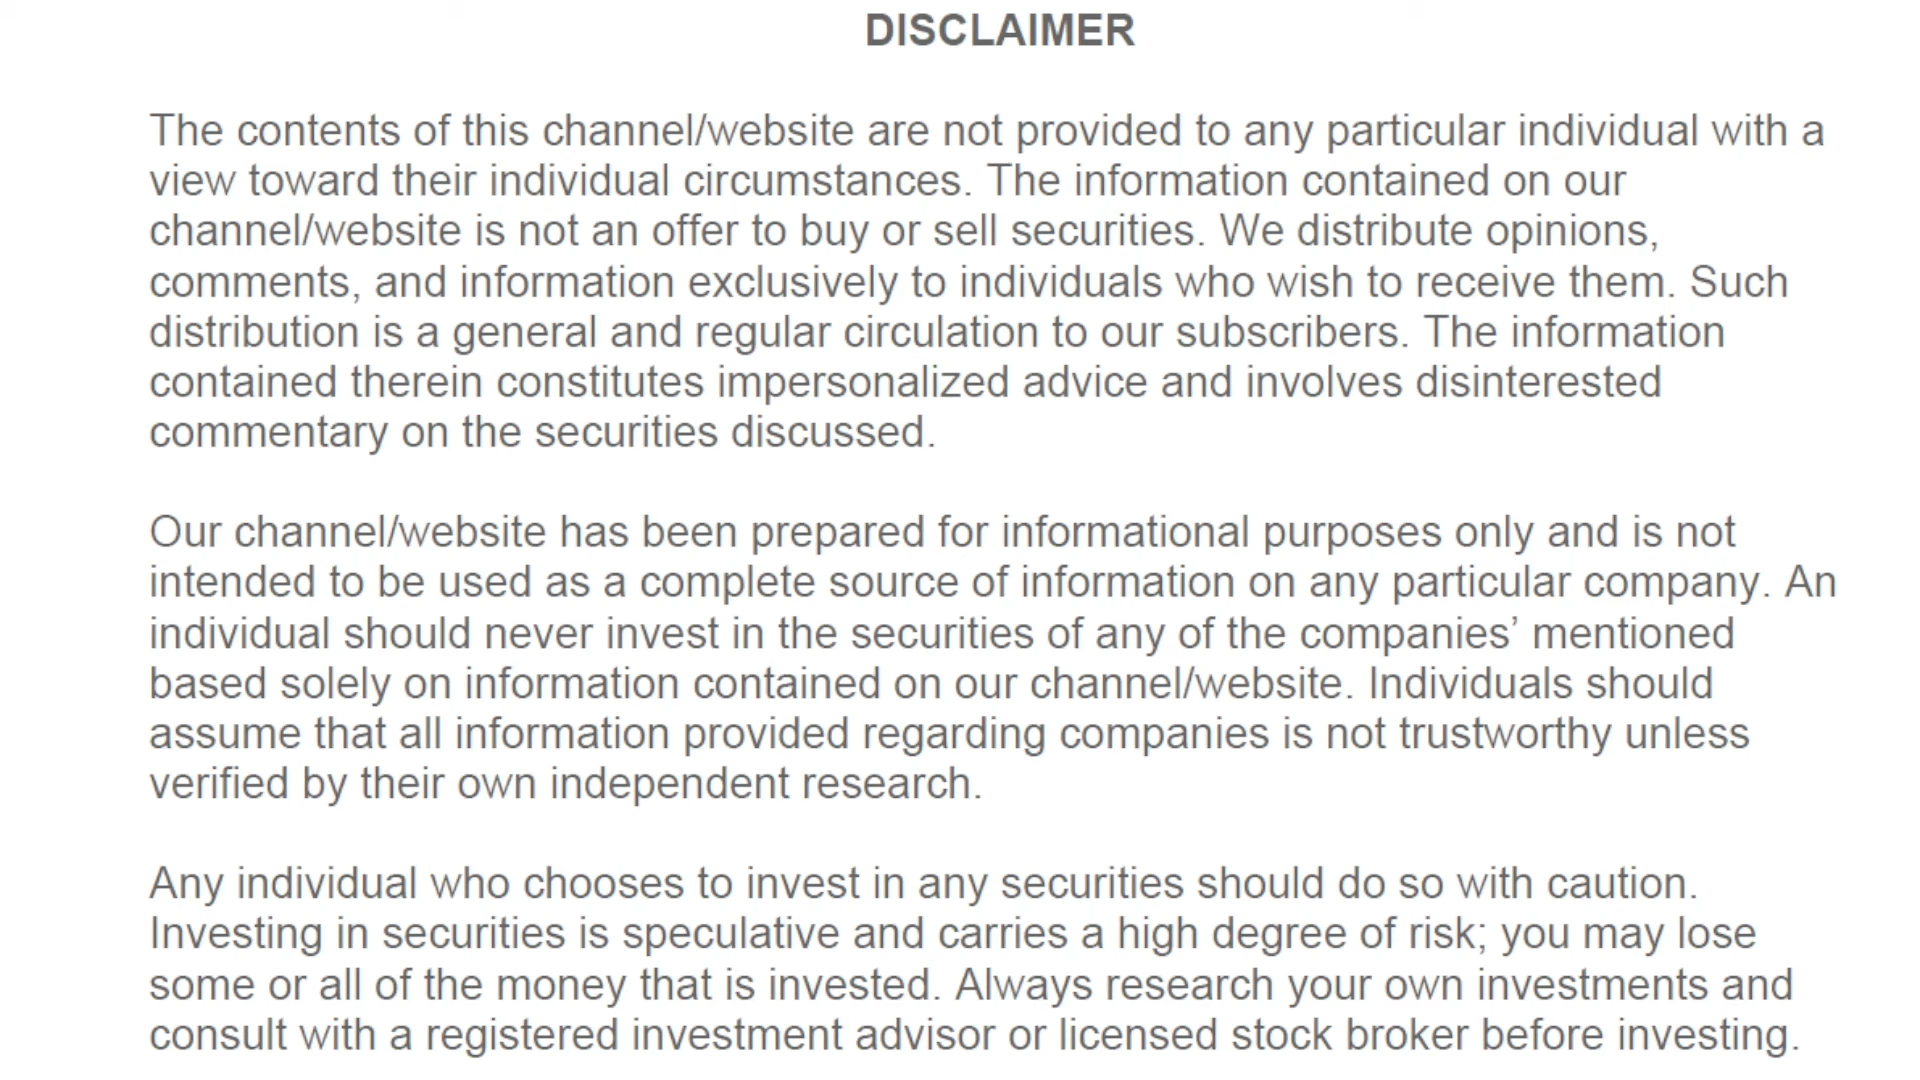 DISCLAIMER
The contents of this channel/website are not provided to any particular individual with a
view toward their individual circumstances. The information contained on our
channel/website is not an offer to buy or sell securities. We distribute opinions,
comments, and information exclusively to individuals who wish to receive them. Such
distribution is a general and regular circulation to our subscribers. The information
contained therein constitutes impersonalized advice and involves disinterested
commentary on the securities discussed.
Our channel/website has been prepared for informational purposes only and is not
intended to be used as a complete source of information on any particular company. An
individual should never invest in the securities of any of the companies’ mentioned
based solely on information contained on our channel/website. Individuals should
assume that all information provided regarding companies is not trustworthy unless
verified by their own independent research.
Any individual who chooses to invest in any securities should do so with caution.
Investing in securities is speculative and carries a high degree of risk; you may lose
some or all of the money that is invested. Always research your own investments and
consult with a registered investment advisor or licensed stock broker before investing.